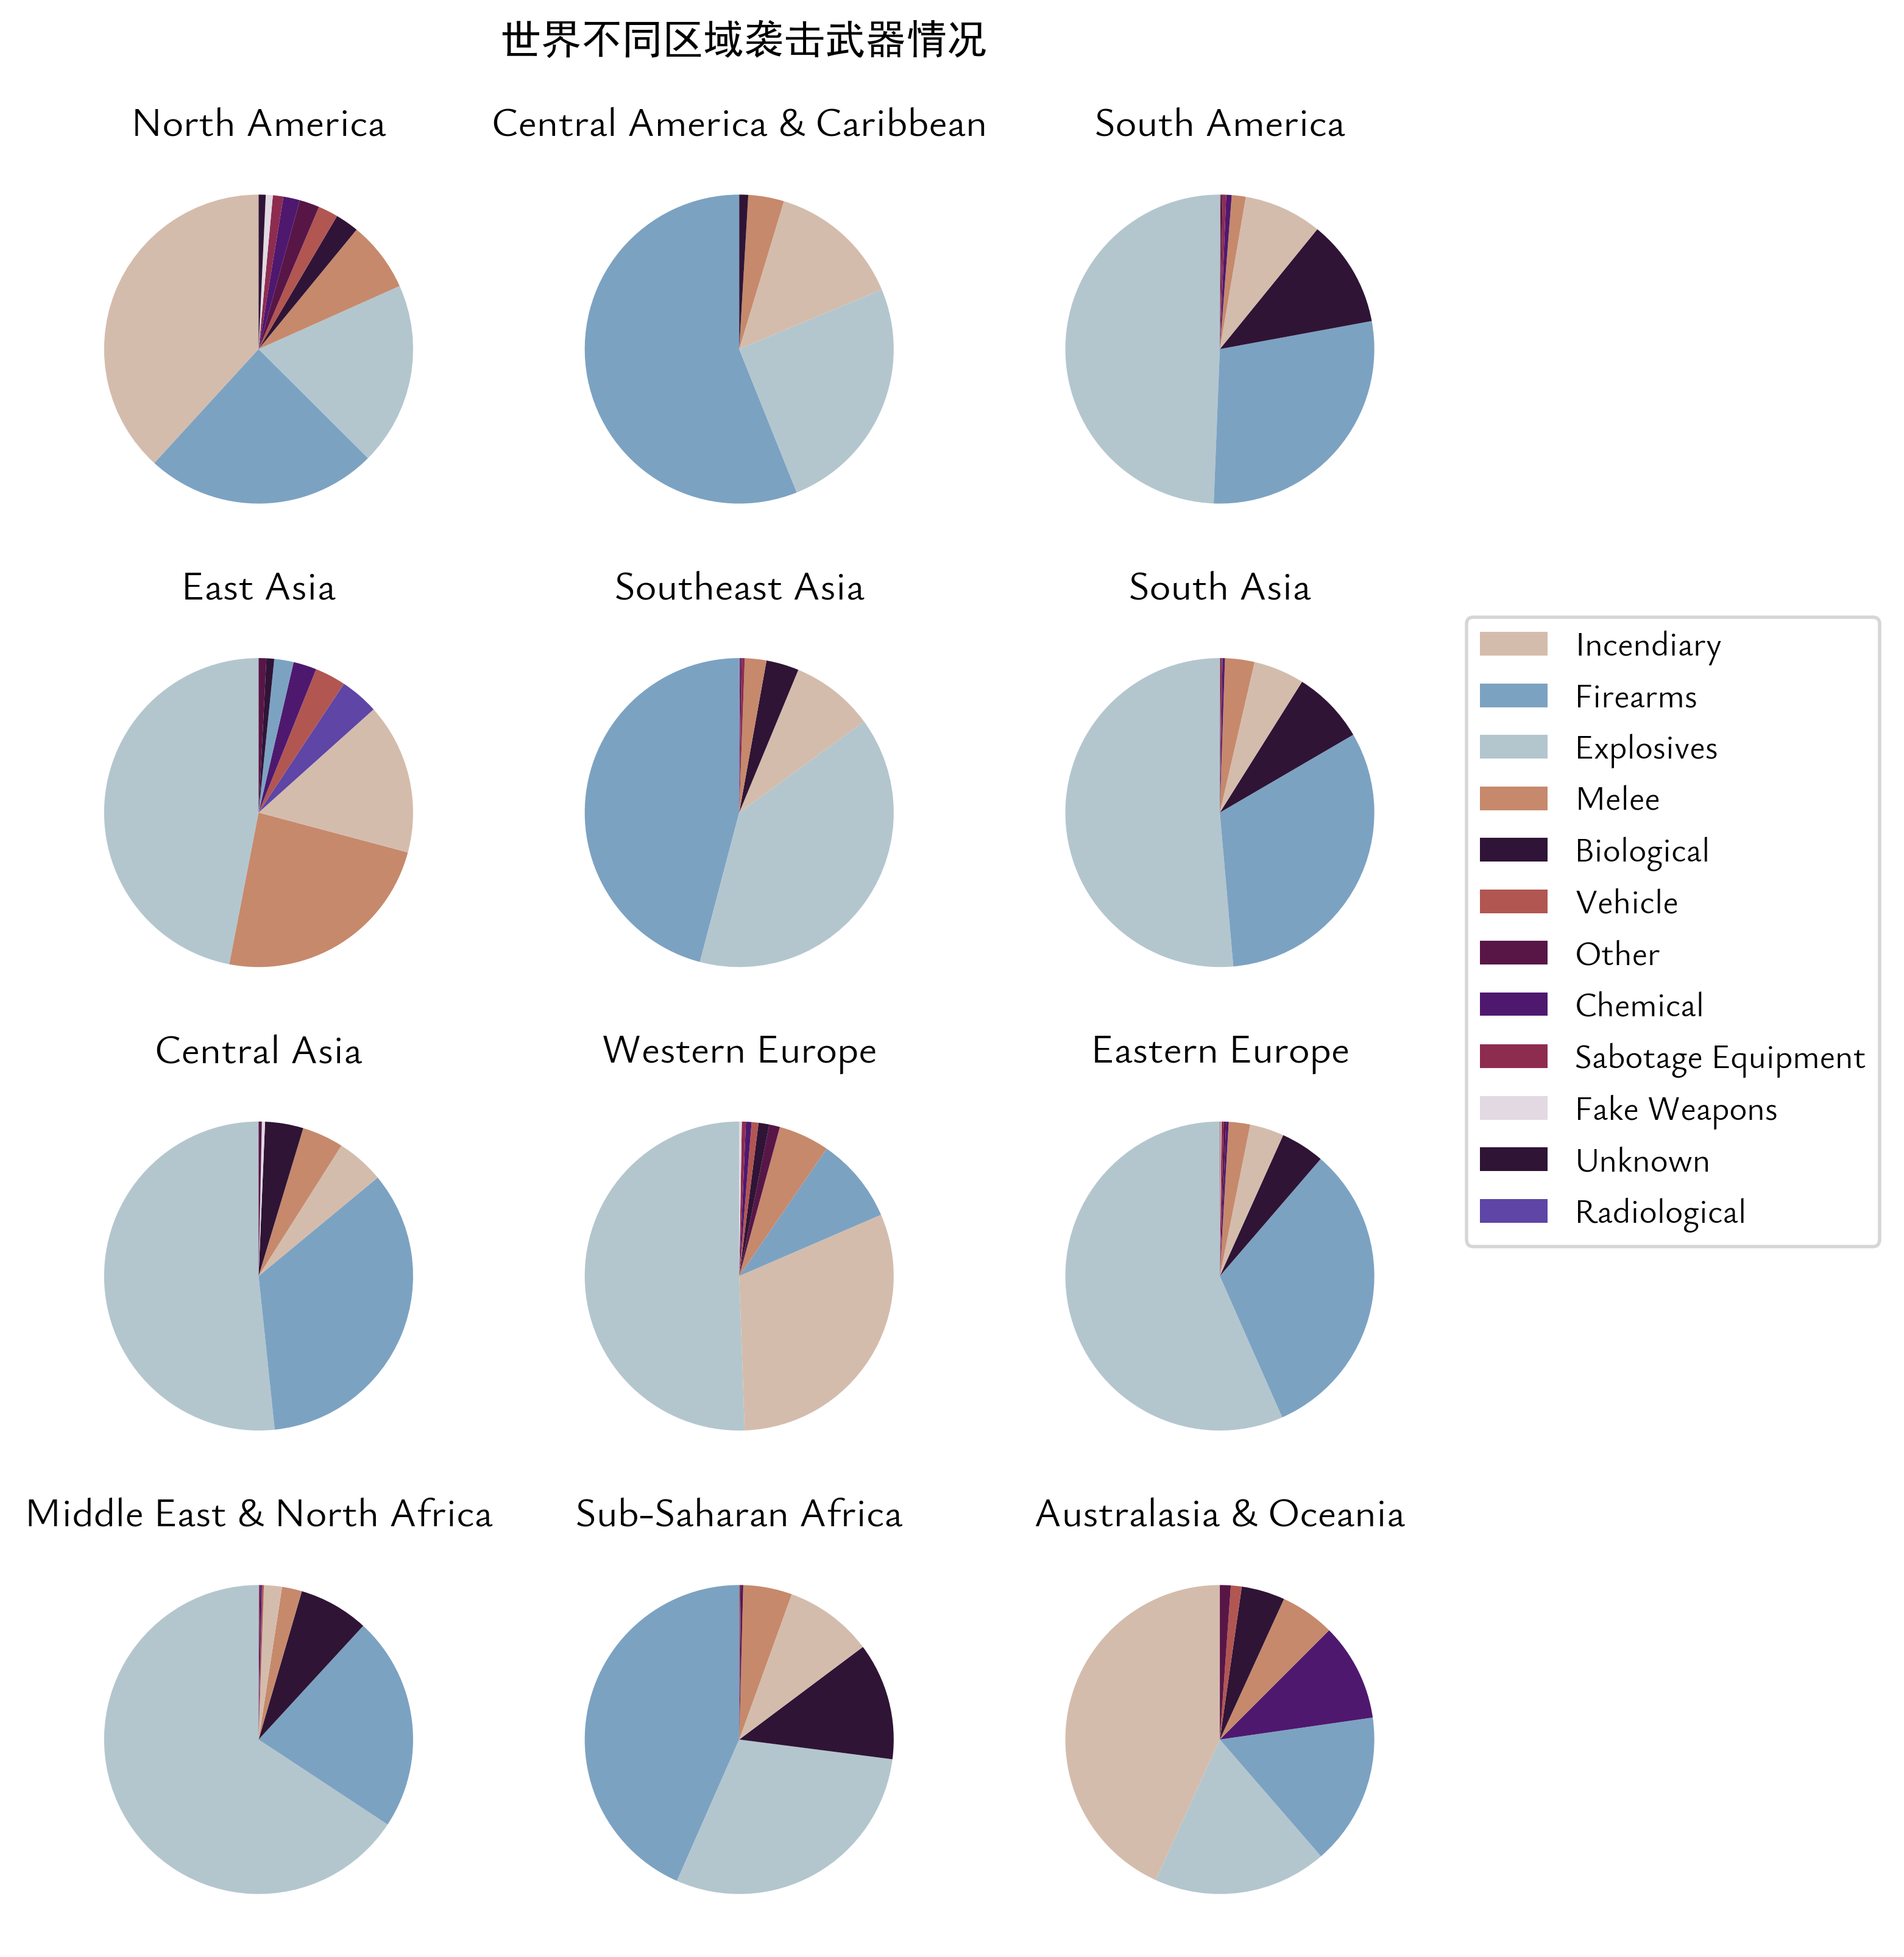 世界不同区域袭击武器情况
North America
Central America & Caribbean
South America
East Asia
Southeast Asia
South Asia
Incendiary
Firearms
Explosives
Melee
Biological
Vehicle
Other
Chemical
Sabotage Equipment
Fake Weapons
Unknown
Radiological
Central Asia
Western Europe
Eastern Europe
Middle East & North Africa
Sub-Saharan Africa
Australasia & Oceania